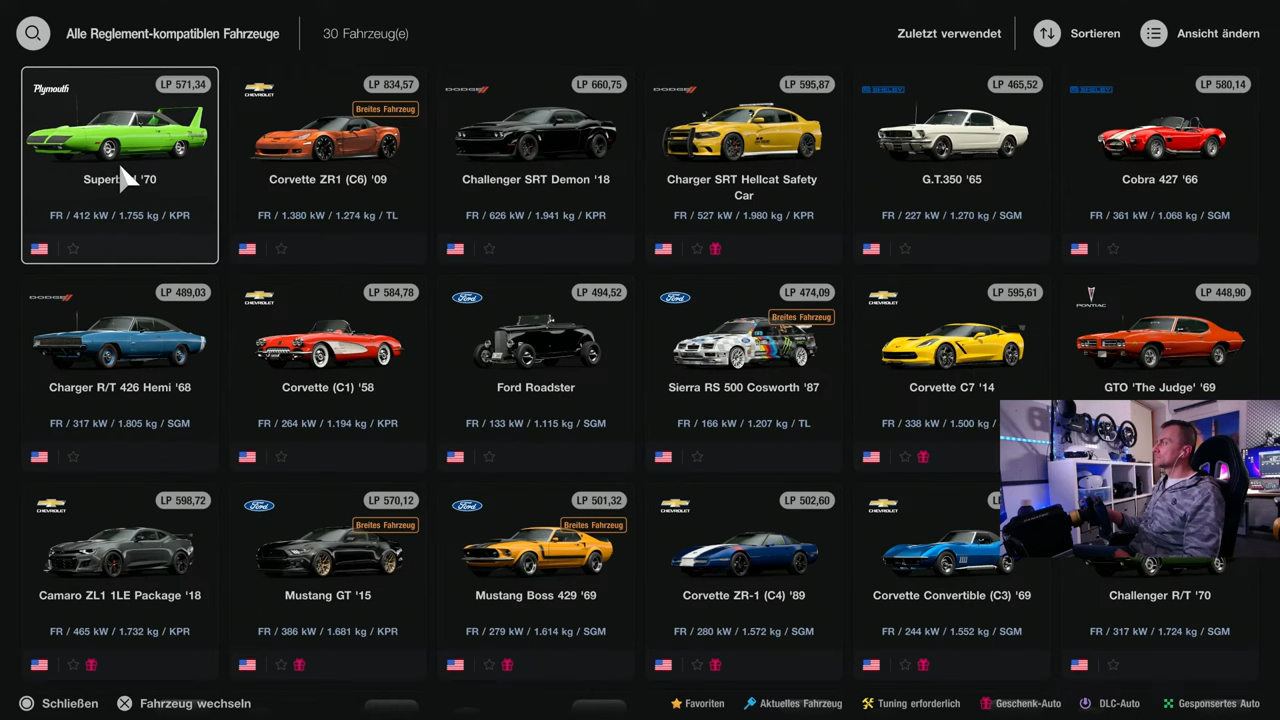 Alle Reglement-kompatiblen Fahrzeuge
30 Fahrzeug(e)
Zuletzt verwendet
Sortieren
Ansicht ändern
Plymouth
LP 571,34
'70
FR / 412 kW / 1.755 kg / KPR
CHEVROLET
LP 834,57
Breites Fahrzeug
Corvette ZR1 (C6) '09
FR / 1.380 kW / 1.274 kg / TL
DODGE
LP 660,75
Challenger SRT Demon '18
FR / 626 kW / 1.941 kg / KPR
DODGE
LP 595,87
Charger SRT Hellcat Safety
Car
FR / 527 kW / 1.980 kg / KPR
SHELBY
LP 465,52
G.T.350 '65
FR / 227 kW / 1.270 kg / SGM
SHELBY
LP 580,14
Cobra 427 '66
FR / 361 kW / 1.068 kg / SGM
DODGE
LP 489,03
Charger R/T 426 Hemi '68
FR / 317 kW / 1.805 kg / SGM
CHEVROLET
LP 584,78
Corvette (C1) '58
FR / 264 kW / 1.194 kg / KPR
Ford
LP 494,52
Ford Roadster
FR / 133 kW / 1.115 kg / SGM
Ford
LP 474,09
Breites Fahrzeug
Sierra RS 500 Cosworth '87
FR / 166 kW / 1.207 kg / TL
CHEVROLET
LP 595,61
Corvette C7 '14
FR / 338 kW / 1.500 kg /
PONTIAC
LP 448,90
GTO 'The Judge' '69
CHEVROLET
LP 598,72
Camaro ZL1 1LE Package '18
FR / 465 kW / 1.732 kg / KPR
Ford
LP 570,12
Breites Fahrzeug
Mustang GT '15
FR / 386 kW / 1.681 kg / KPR
Ford
LP 501,32
Breites Fahrzeug
Mustang Boss 429 '69
FR / 279 kW / 1.614 kg / SGM
CHEVROLET
LP 502,60
Corvette ZR-1 (C4) '89
FR / 280 kW / 1.572 kg / SGM
CHEVROLET
Corvette Convertible (C3) '69
FR / 244 kW / 1.552 kg / SGM
Challenger R/T '70
FR / 317 kW / 1.724 kg / SGM
Schließen
Fahrzeug wechseln
Favoriten
Aktuelles Fahrzeug
Tuning erforderlich
Geschenk-Auto
DLC-Auto
Gesponsertes Auto